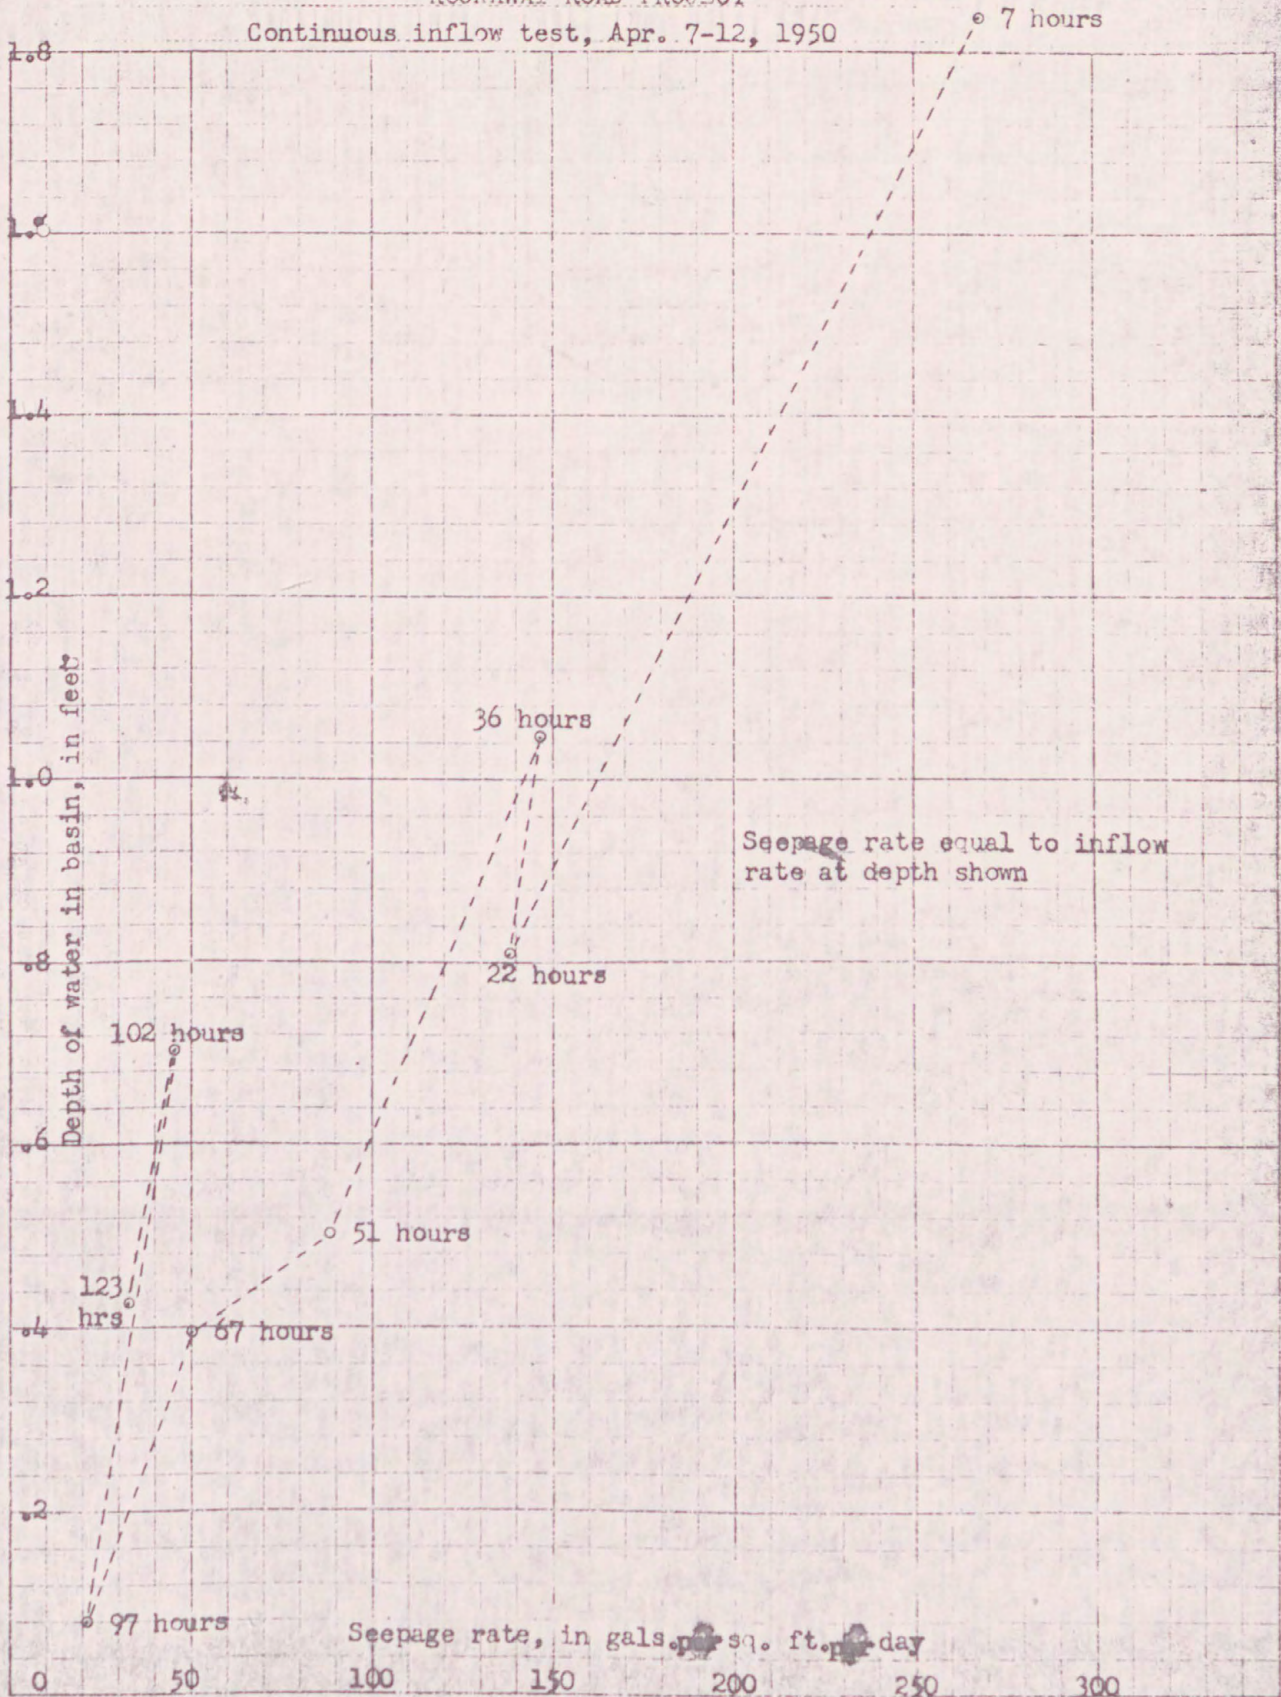 Continuous inflow test, Apr. 7-12, 1950
7 hours
1.8
1.6
1.4
1.2
1.0
.8
.6
.4
.2
Depth of water in basin, in feet
36 hours
Seepage rate equal to inflow
rate at depth shown
22 hours
102 hours
51 hours
123
hrs
67 hours
97 hours
Seepage rate, in gals. per sq. ft. per day
0 50 100 150 200 250 300